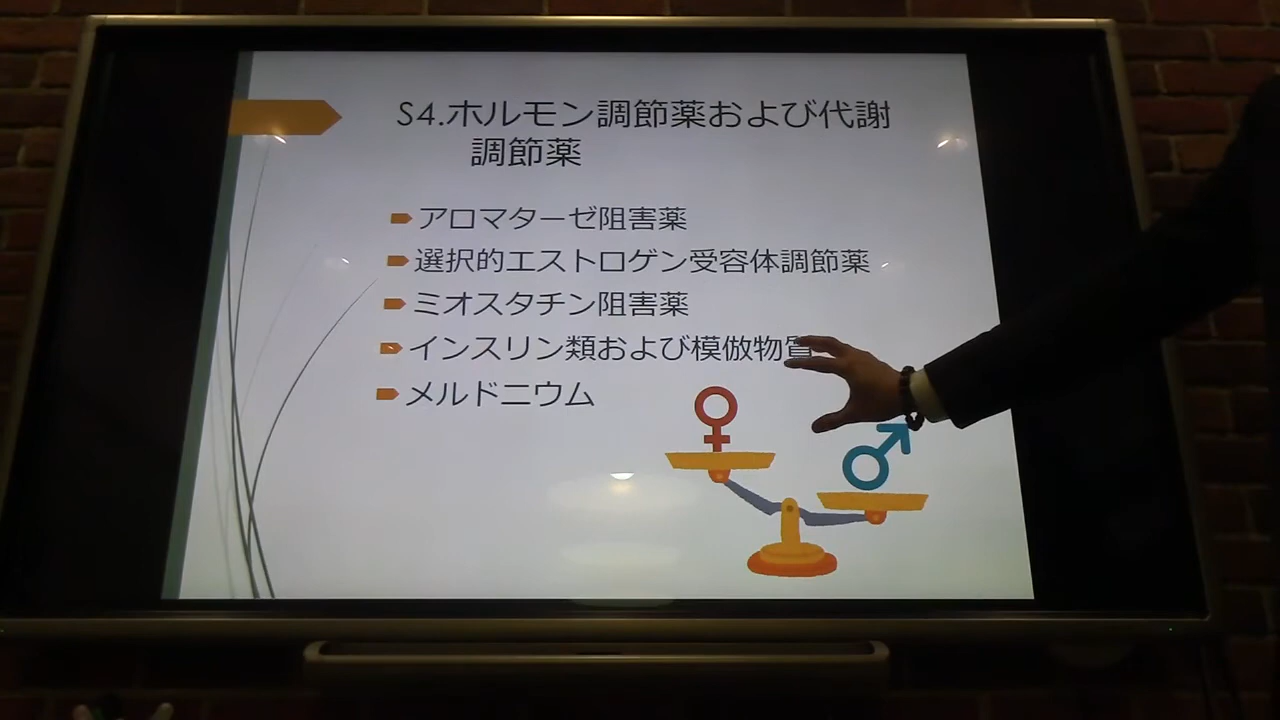 S4.ホルモン調節薬および代謝
調節薬
アロマターゼ阻害薬
選択的エストロゲン受容体調節薬
ミオスタチン阻害薬
インスリン類および模倣物質
メルドニウム